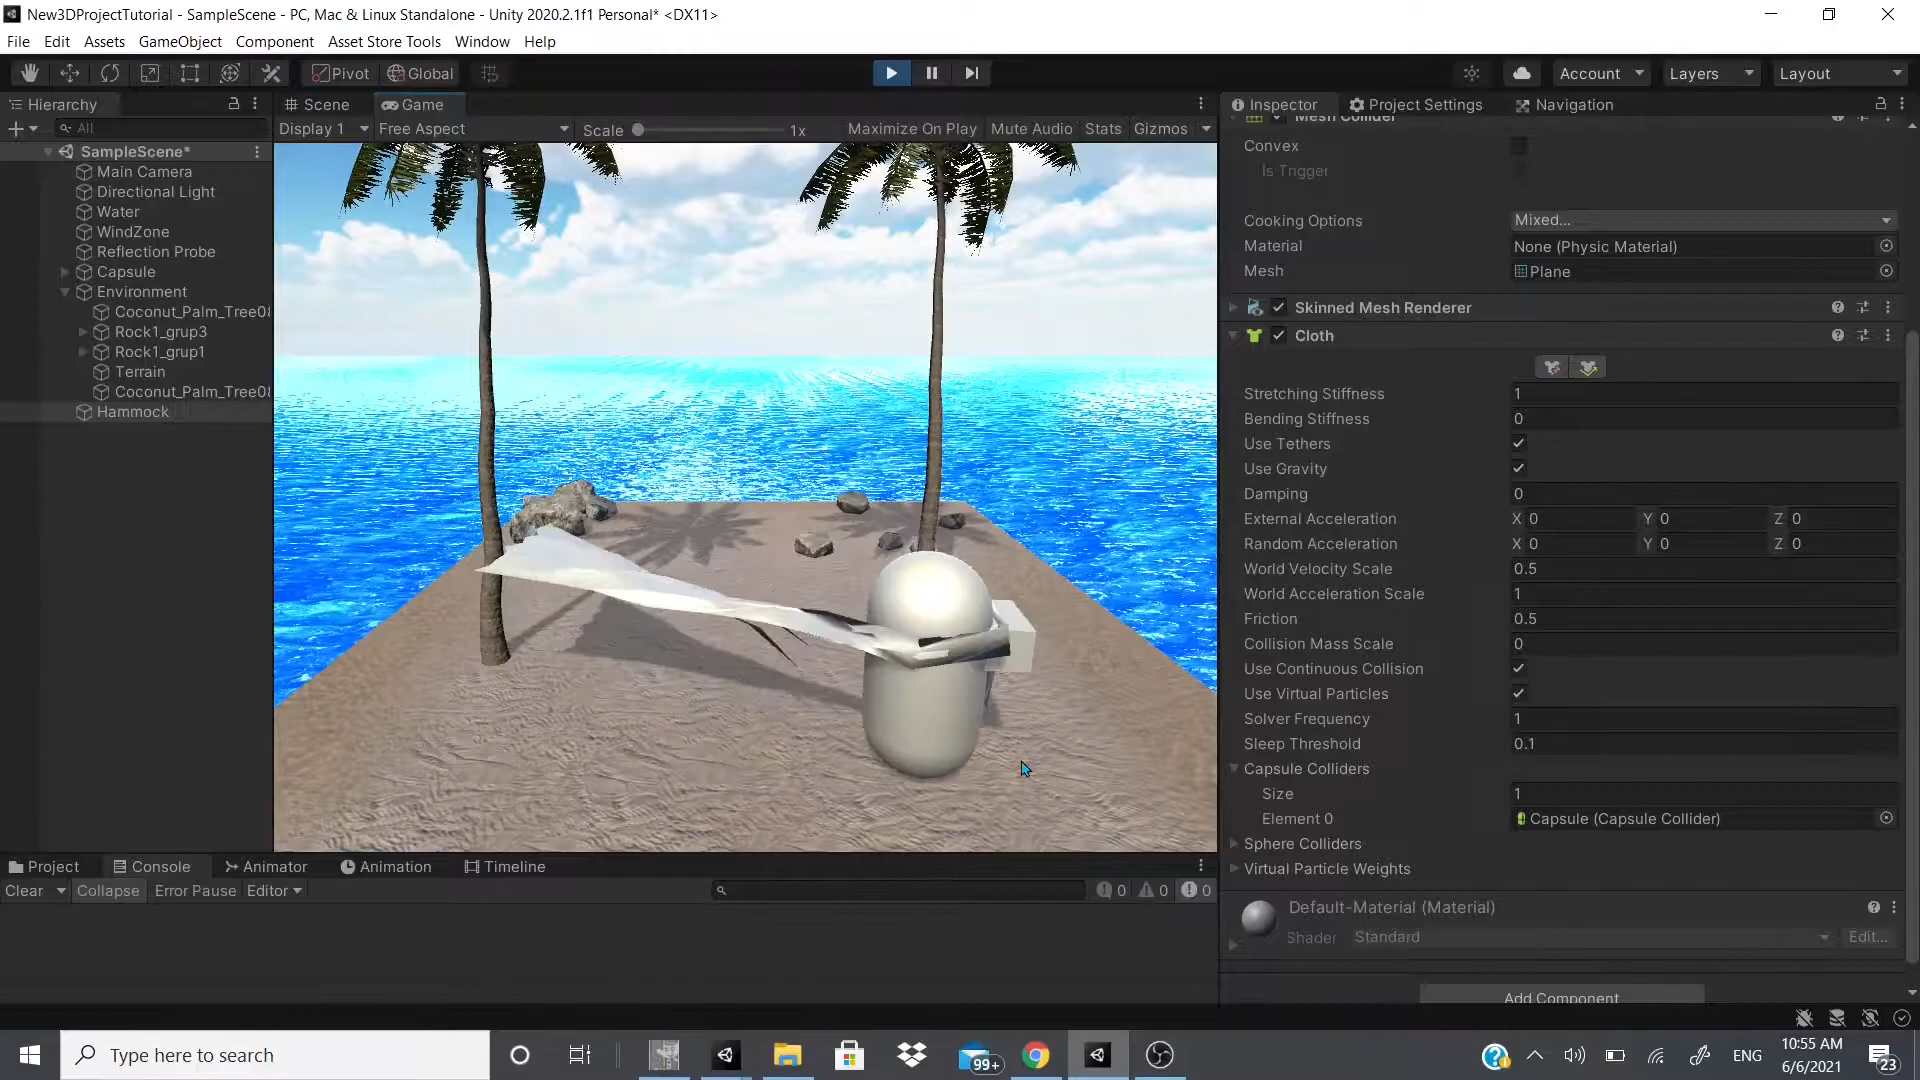 New3DProjectTutorial - SampleScene - PC, Mac & Linux Standalone - Unity 2020.2.1f1 Personal* <DX11>
File Edit Assets GameObject Component Asset Store Tools Window Help
Pivot Global Account Layers Layout
Hierarchy
All
SampleScene*
Main Camera
Directional Light
Water
WindZone
Reflection Probe
Capsule
Environment
Coconut_Palm_Tree0
Rock1_grup3
Rock1_grup1
Terrain
Coconut_Palm_Tree0
Hammock
Scene Game
Display 1 Free Aspect Scale 1x Maximize On Play Mute Audio Stats Gizmos
Inspector Project Settings Navigation
Mesh Collider
Convex
Is Trigger
Cooking Options Mixed...
Material None (Physic Material)
Mesh Plane
Skinned Mesh Renderer
Cloth
Stretching Stiffness 1
Bending Stiffness 0
Use Tethers
Use Gravity
Damping 0
External Acceleration X 0 Y 0 Z 0
Random Acceleration X 0 Y 0 Z 0
World Velocity Scale 0.5
World Acceleration Scale 1
Friction 0.5
Collision Mass Scale 0
Use Continuous Collision
Use Virtual Particles
Solver Frequency 1
Sleep Threshold 0.1
Capsule Colliders
Size 1
Element 0 Capsule (Capsule Collider)
Sphere Colliders
Virtual Particle Weights
Default-Material (Material)
Shader Standard Edit...
Add Component
Project Console Animator Animation Timeline
Clear Collapse Error Pause Editor 0 0 0
Type here to search
99+
ENG
10:55 AM
6/6/2021
23